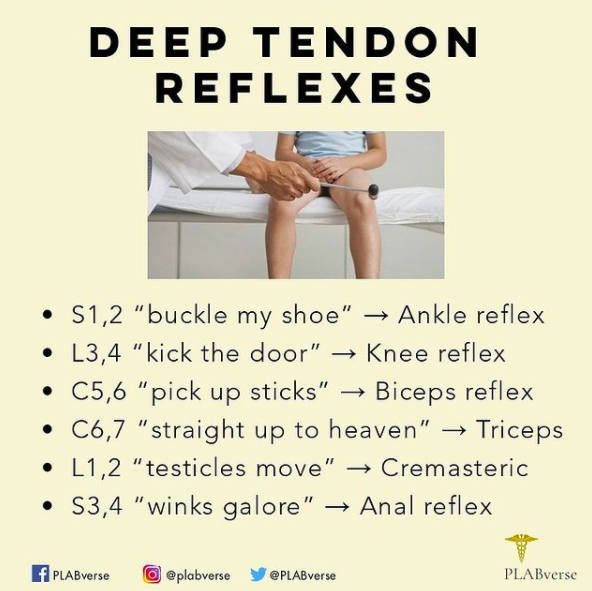 DEEP TENDON
REFLEXES
• S1,2 “buckle my shoe” → Ankle reflex
• L3,4 “kick the door” → Knee reflex
• C5,6 “pick up sticks” → Biceps reflex
• C6,7 “straight up to heaven” → Triceps
• L1,2 “testicles move” → Cremasteric
• S3,4 “winks galore” → Anal reflex
PLABverse @plabverse @PLABverse PLABverse